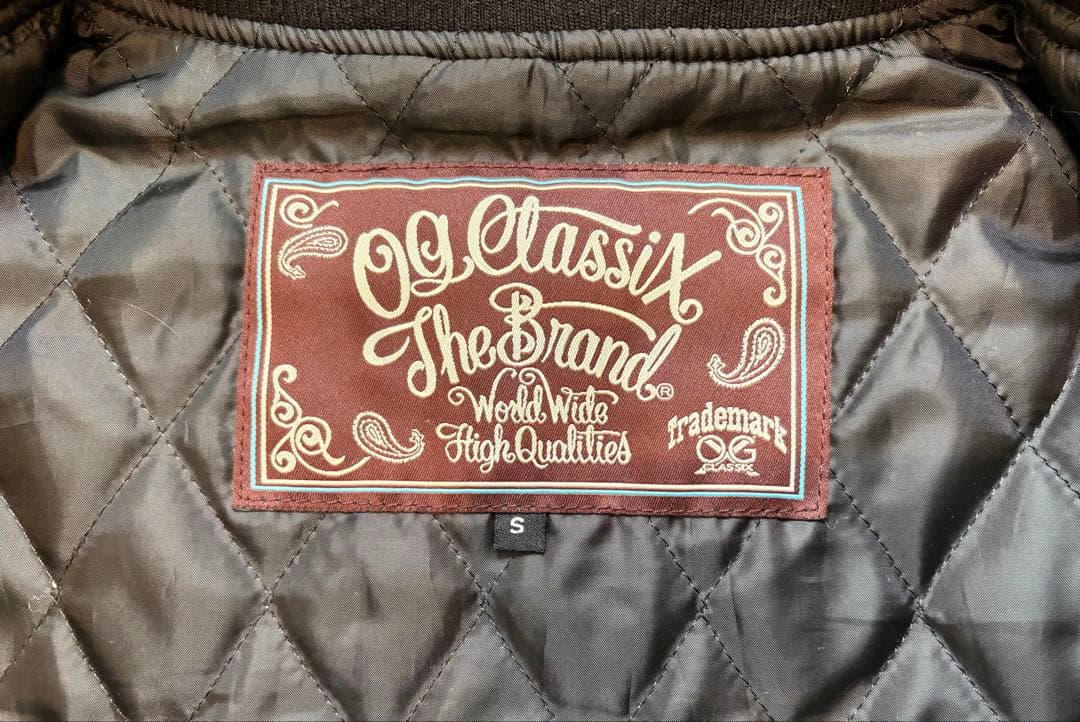 OG Classix
The Brand®
World Wide
High Qualities
Trademark
OG
CLASSIX
S